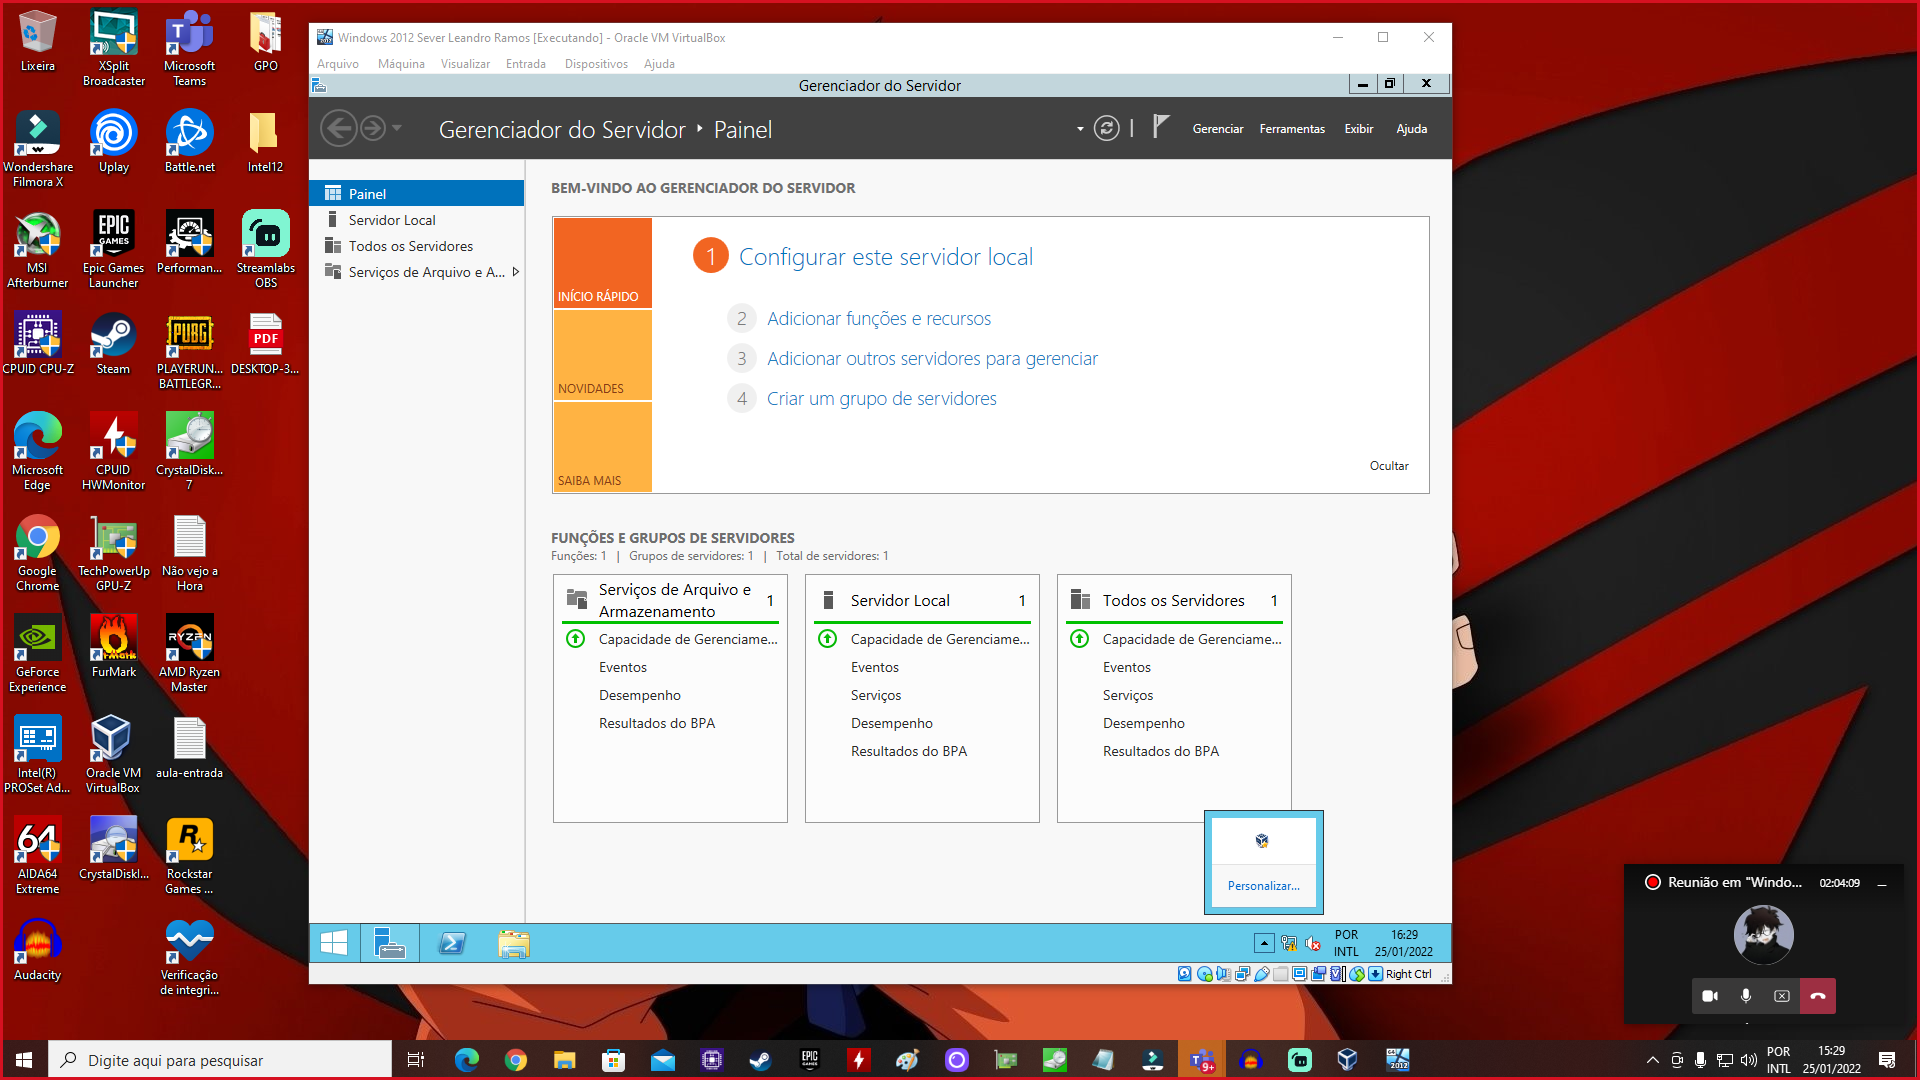 Lixeira
XSplit
Broadcaster
Microsoft
Teams
GPO
Wondershare
Filmora X
Uplay
Battle.net
Intel12
MSI
Afterburner
EPIC
GAMES
Epic Games
Launcher
Performan...
Streamlabs
OBS
CPUID CPU-Z
Steam
PUBG
PLAYERUN...
BATTLEGR...
PDF
DESKTOP-3...
Microsoft
Edge
CPUID
HWMonitor
CrystalDisk...
7
Google
Chrome
TechPowerUp
GPU-Z
Não vejo a
Hora
GeForce
Experience
FurMark
RYZEN
AMD Ryzen
Master
Intel(R)
PROSet Ad...
Oracle VM
VirtualBox
aula-entrada
64
AIDA64
Extreme
CrystalDiskI...
Rockstar
Games ...
Audacity
Verificação
de integri...
Windows 2012 Sever Leandro Ramos [Executando] - Oracle VM VirtualBox
Arquivo Máquina Visualizar Entrada Dispositivos Ajuda
Gerenciador do Servidor
Gerenciador do Servidor ‣ Painel
Gerenciar Ferramentas Exibir Ajuda
Painel
Servidor Local
Todos os Servidores
Serviços de Arquivo e A...
BEM-VINDO AO GERENCIADOR DO SERVIDOR
INÍCIO RÁPIDO
NOVIDADES
SAIBA MAIS
1 Configurar este servidor local
2 Adicionar funções e recursos
3 Adicionar outros servidores para gerenciar
4 Criar um grupo de servidores
Ocultar
FUNÇÕES E GRUPOS DE SERVIDORES
Funções: 1 | Grupos de servidores: 1 | Total de servidores: 1
Serviços de Arquivo e
Armazenamento 1
Capacidade de Gerenciame...
Eventos
Desempenho
Resultados do BPA
Servidor Local 1
Capacidade de Gerenciame...
Eventos
Serviços
Desempenho
Resultados do BPA
Todos os Servidores 1
Capacidade de Gerenciame...
Eventos
Serviços
Desempenho
Resultados do BPA
Personalizar...
POR
INTL
16:29
25/01/2022
Right Ctrl
Reunião em "Windo... 02:04:09
Digite aqui para pesquisar
EPIC
GAMES
9+
2012
POR
INTL
15:29
25/01/2022